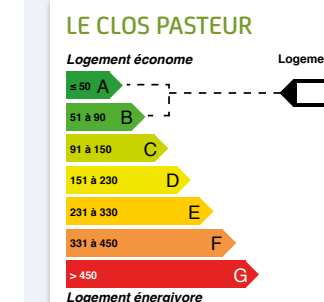 LE CLOS PASTEUR
Logement économe Logeme
≤ 50 A
51 à 90 B
91 à 150 C
151 à 230 D
231 à 330 E
331 à 450 F
> 450 G
Logement énergivore